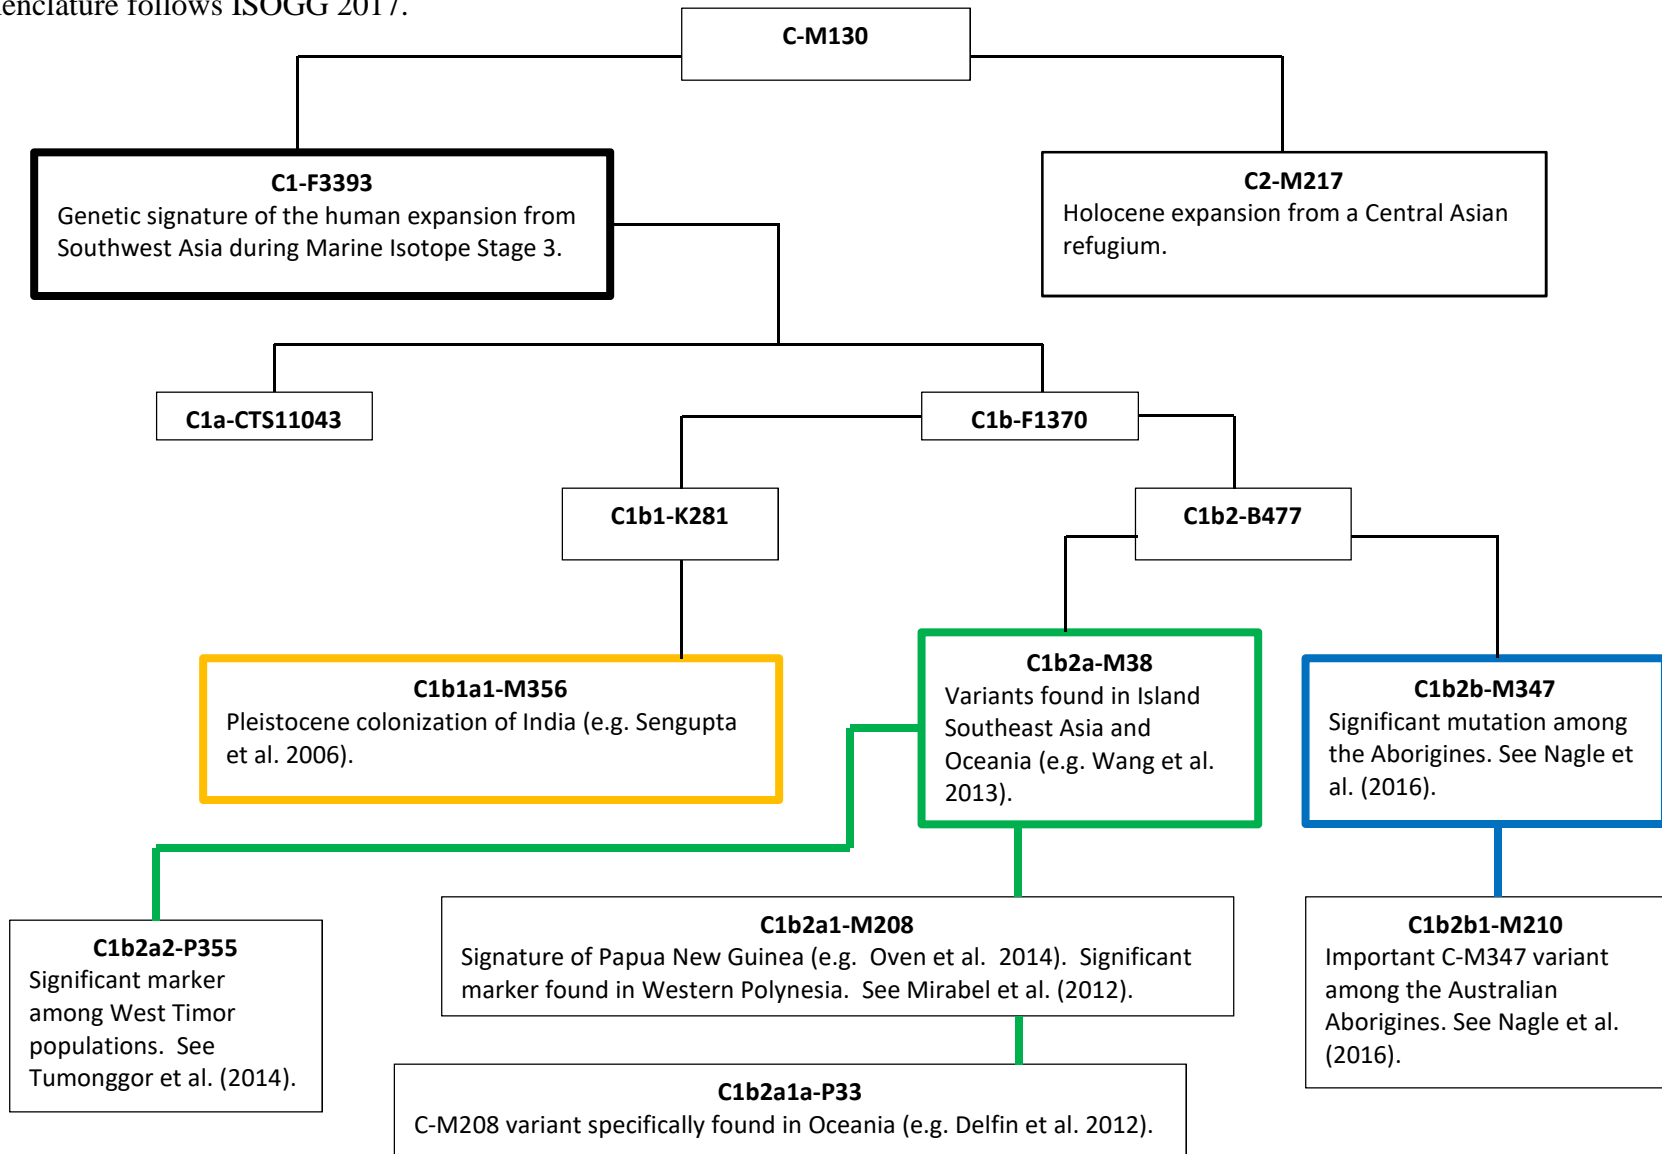 nclature follows ISOGG 2017.
C-M130
C1-F3393
Genetic signature of the human expansion from
Southwest Asia during Marine Isotope Stage 3.
C2-M217
Holocene expansion from a Central Asian
refugium.
C1a-CTS11043
C1b-F1370
C1b1-K281
C1b2-B477
C1b1a1-M356
Pleistocene colonization of India (e.g. Sengupta
et al. 2006).
C1b2a-M38
Variants found in Island
Southeast Asia and
Oceania (e.g. Wang et al.
2013).
C1b2b-M347
Significant mutation among
the Aborigines. See Nagle et
al. (2016).
C1b2a2-P355
Significant marker
among West Timor
populations.  See
Tumonggor et al. (2014).
C1b2a1-M208
Signature of Papua New Guinea (e.g.  Oven et al.  2014).  Significant
marker found in Western Polynesia.  See Mirabel et al. (2012).
C1b2b1-M210
Important C-M347 variant
among the Australian
Aborigines. See Nagle et al.
(2016).
C1b2a1a-P33
C-M208 variant specifically found in Oceania (e.g. Delfin et al. 2012).